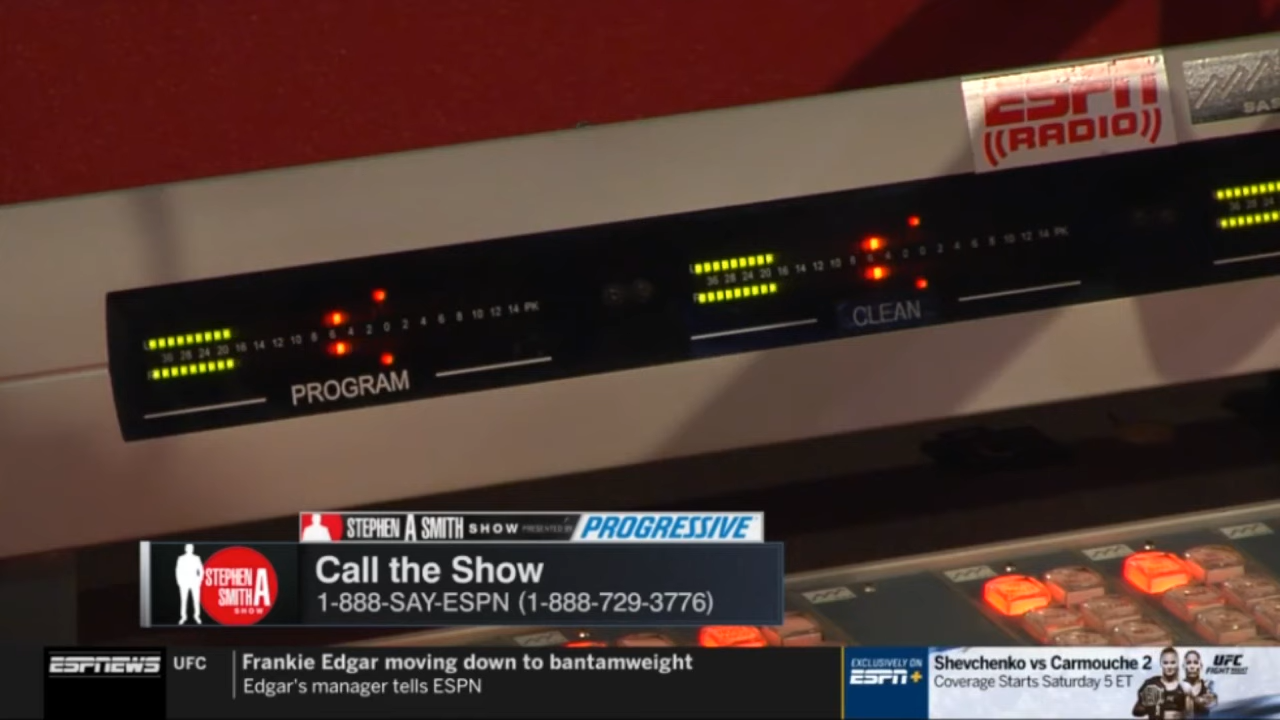 ESPN
RADIO
36 28 24 20 16 14 12 10 8 6 4 2 0 2 4 6 8 10 12 14 PK
CLEAN
36 28 24 20 16 14 12 10 8 6 4 2 0 2 4 6 8 10 12 14 PK
PROGRAM
STEPHEN A SMITH SHOW PRESENTED BY PROGRESSIVE
STEPHEN A
SMITH
SHOW
Call the Show
1-888-SAY-ESPN (1-888-729-3776)
ESPNEWS UFC
Frankie Edgar moving down to bantamweight
Edgar's manager tells ESPN
EXCLUSIVELY ON
ESPN+
Shevchenko vs Carmouche 2
Coverage Starts Saturday 5 ET
UFC
FIGHT NIGHT